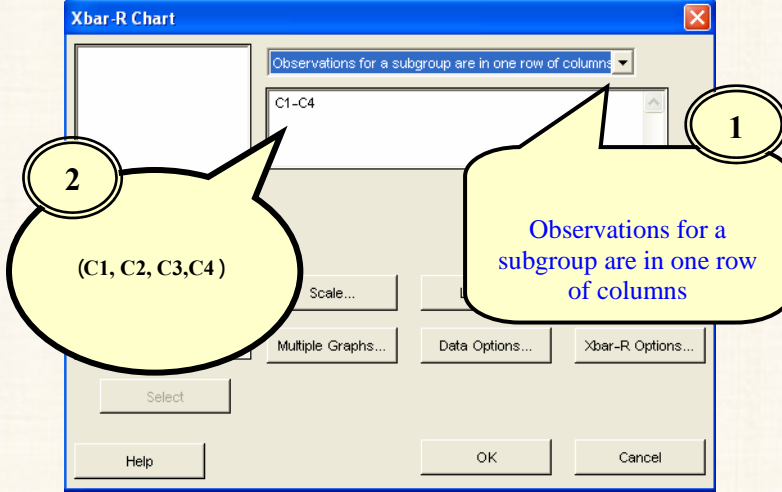 Xbar-R Chart
Observations for a subgroup are in one row of columns
C1-C4
1
Observations for a
subgroup are in one row
of columns
2
(C1, C2, C3,C4 )
Scale...
Multiple Graphs...
Data Options...
Xbar-R Options...
Select
Help
OK
Cancel